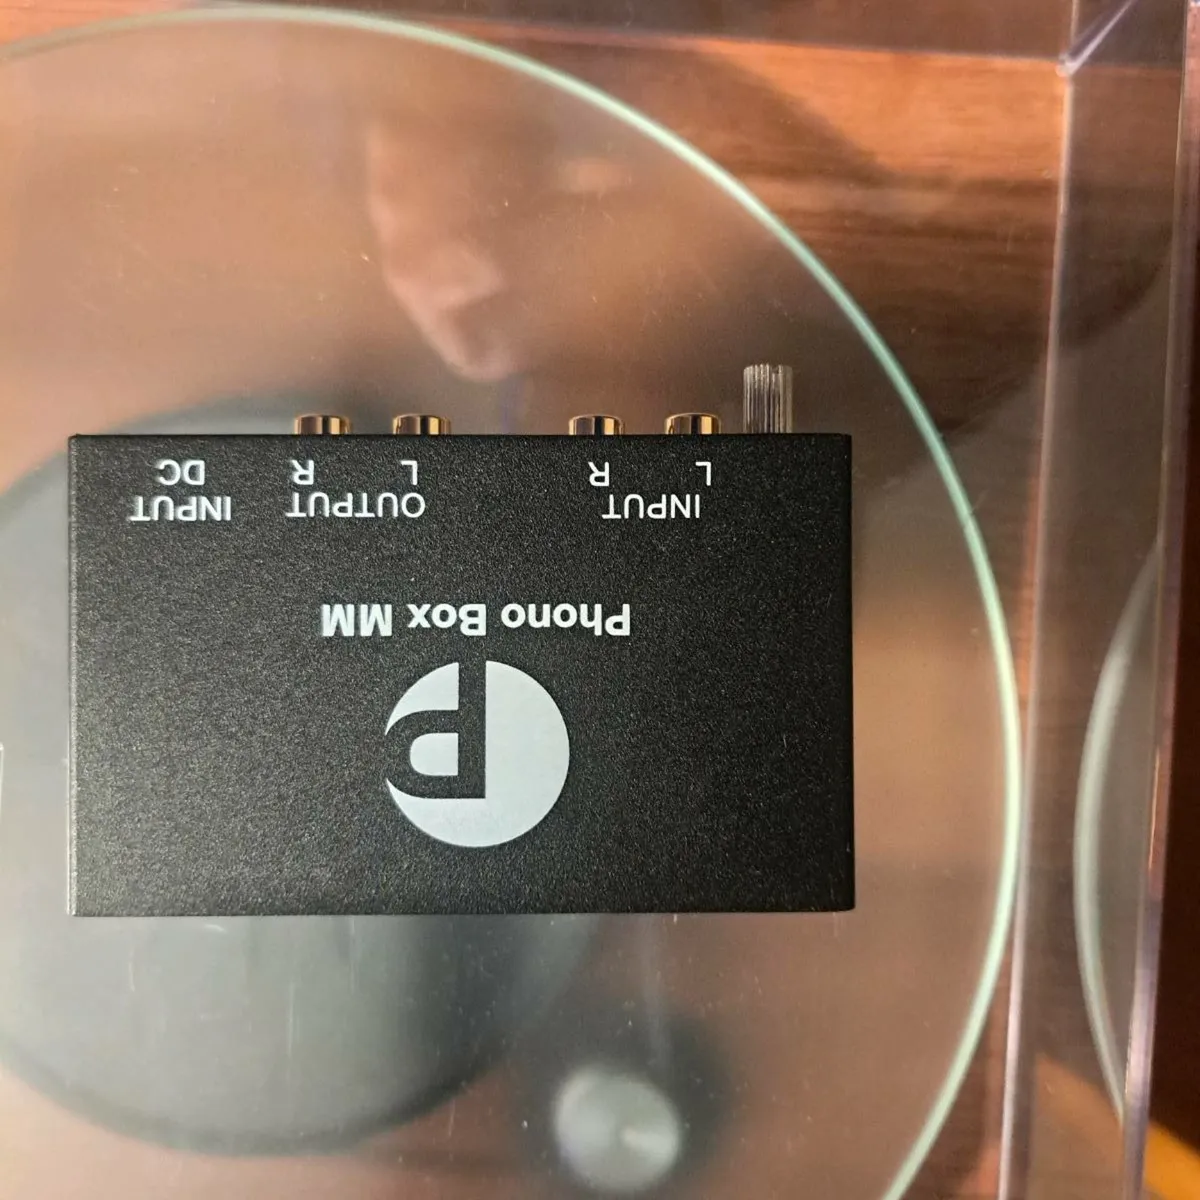 P
Phono Box MM
INPUT
L R
OUTPUT
L R
INPUT
DC